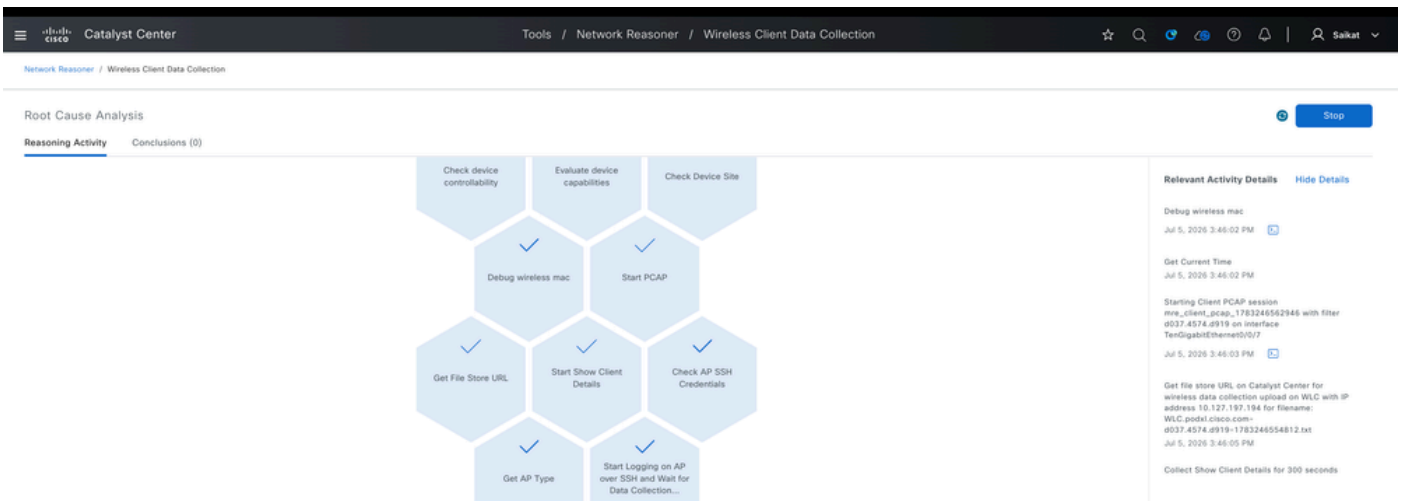 cisco Catalyst Center
Tools / Network Reasoner / Wireless Client Data Collection
Saikat
Network Reasoner / Wireless Client Data Collection
Root Cause Analysis
Stop
Reasoning Activity
Conclusions (0)
Check device
controllability
Evaluate device
capabilities
Check Device Site
Debug wireless mac
Start PCAP
Get File Store URL
Start Show Client
Details
Check AP SSH
Credentials
Get AP Type
Start Logging on AP
over SSH and Wait for
Data Collection...
Relevant Activity Details Hide Details
Debug wireless mac
Jul 5, 2026 3:46:02 PM
Get Current Time
Jul 5, 2026 3:46:02 PM
Starting Client PCAP session
mre_client_pcap_1783246562946 with filter
d037.4574.d919 on interface
TenGigabitEthernet0/0/7
Jul 5, 2026 3:46:03 PM
Get file store URL on Catalyst Center for
wireless data collection upload on WLC with IP
address 10.127.197.194 for filename:
WLC.podxl.cisco.com-
d037.4574.d919-1783246554812.txt
Jul 5, 2026 3:46:05 PM
Collect Show Client Details for 300 seconds